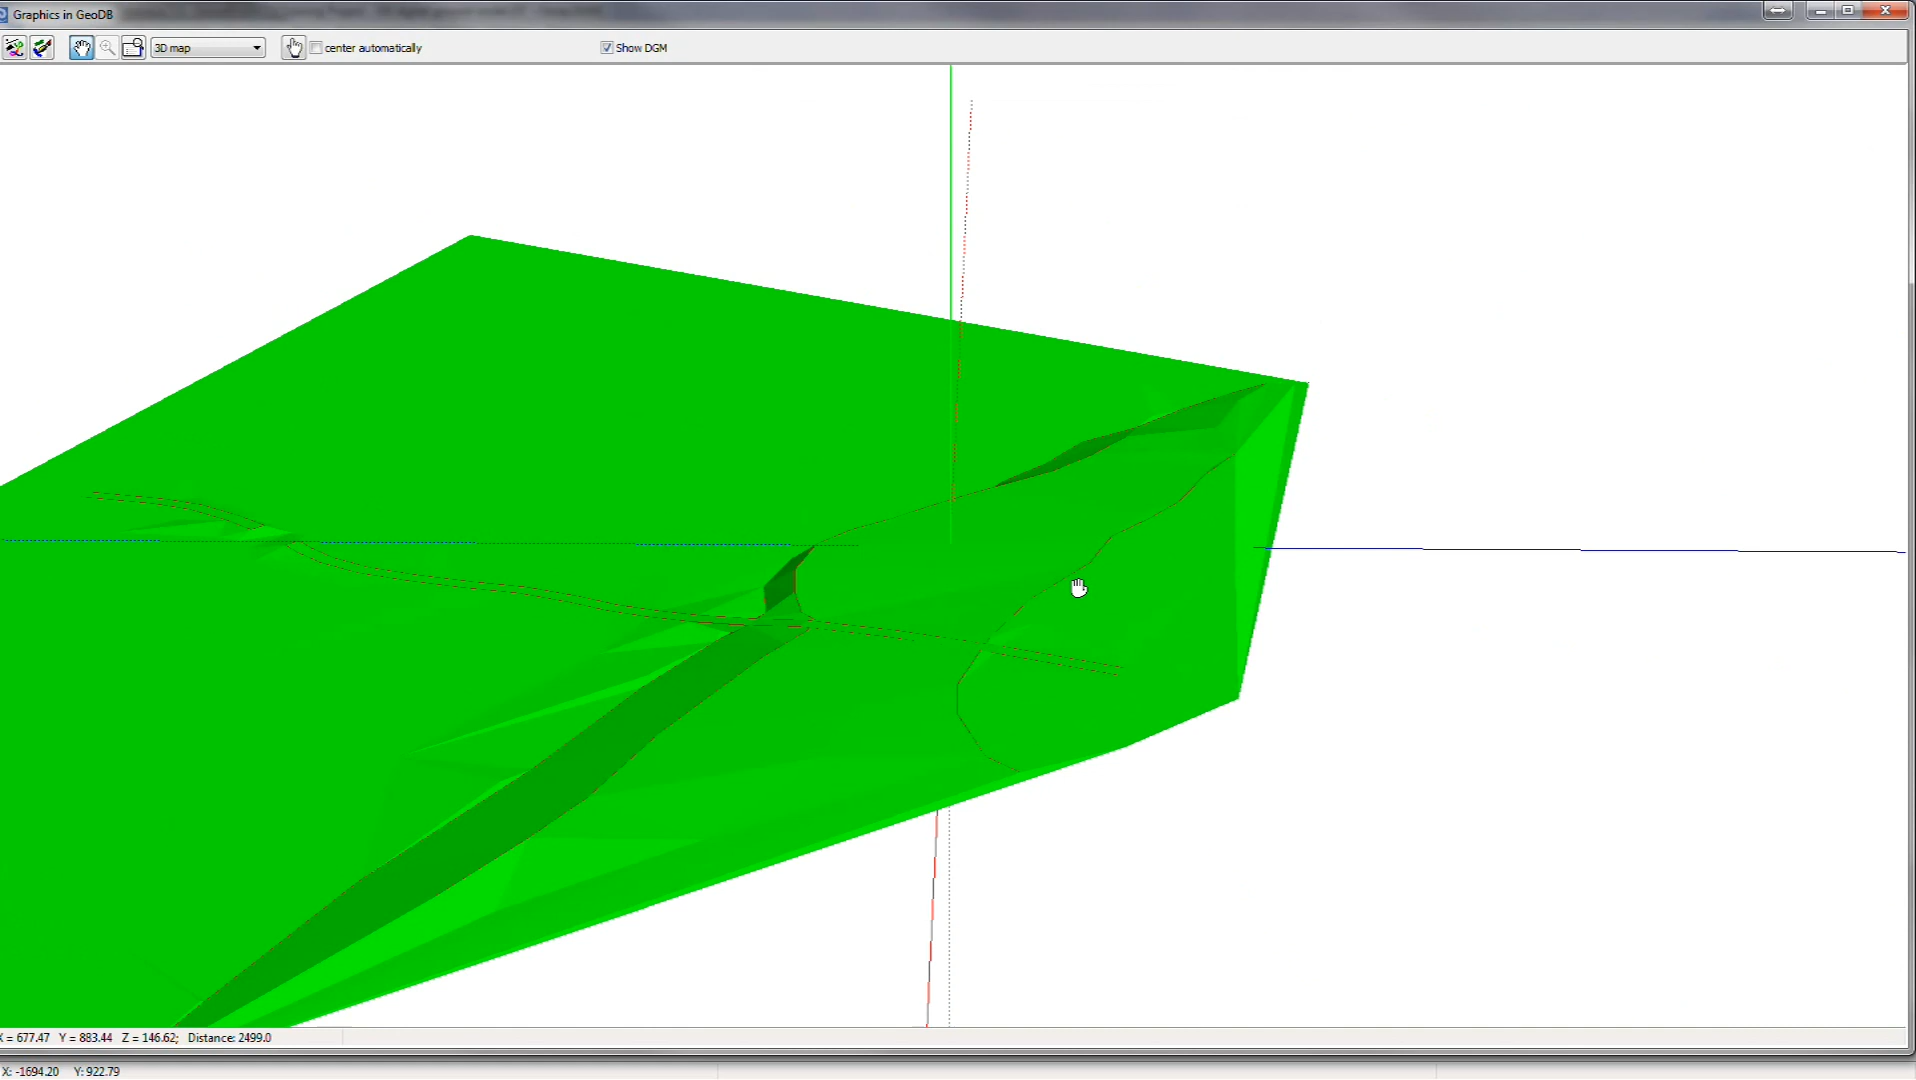 Graphics in GeoDB
3D map
center automatically
Show DGM
X = 677.47 Y = 883.44 Z = 146.62; Distance: 2499.0
X: -1694.20 Y: 922.79